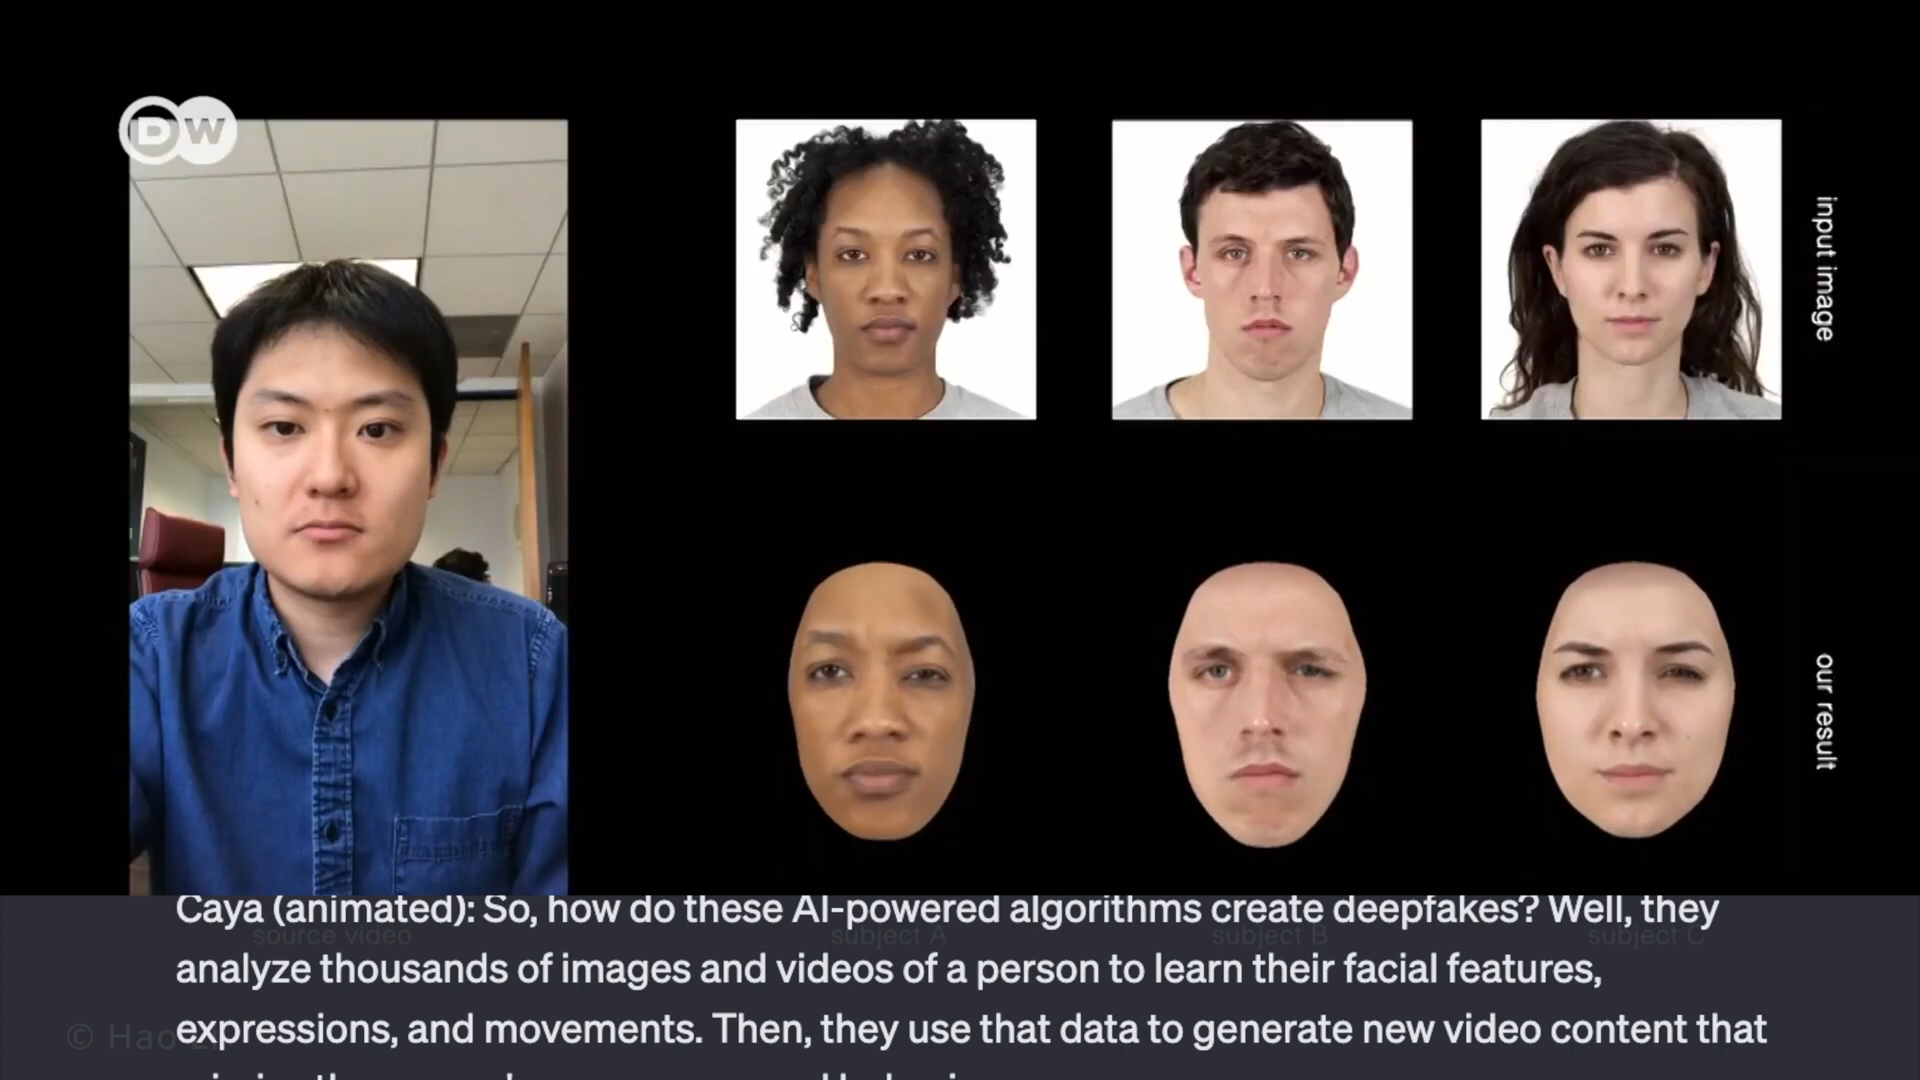 DW
input image
our result
Caya (animated): So, how do these AI-powered algorithms create deepfakes? Well, they
source video
subject A
subject B
subject C
analyze thousands of images and videos of a person to learn their facial features,
expressions, and movements. Then, they use that data to generate new video content that
© Hao